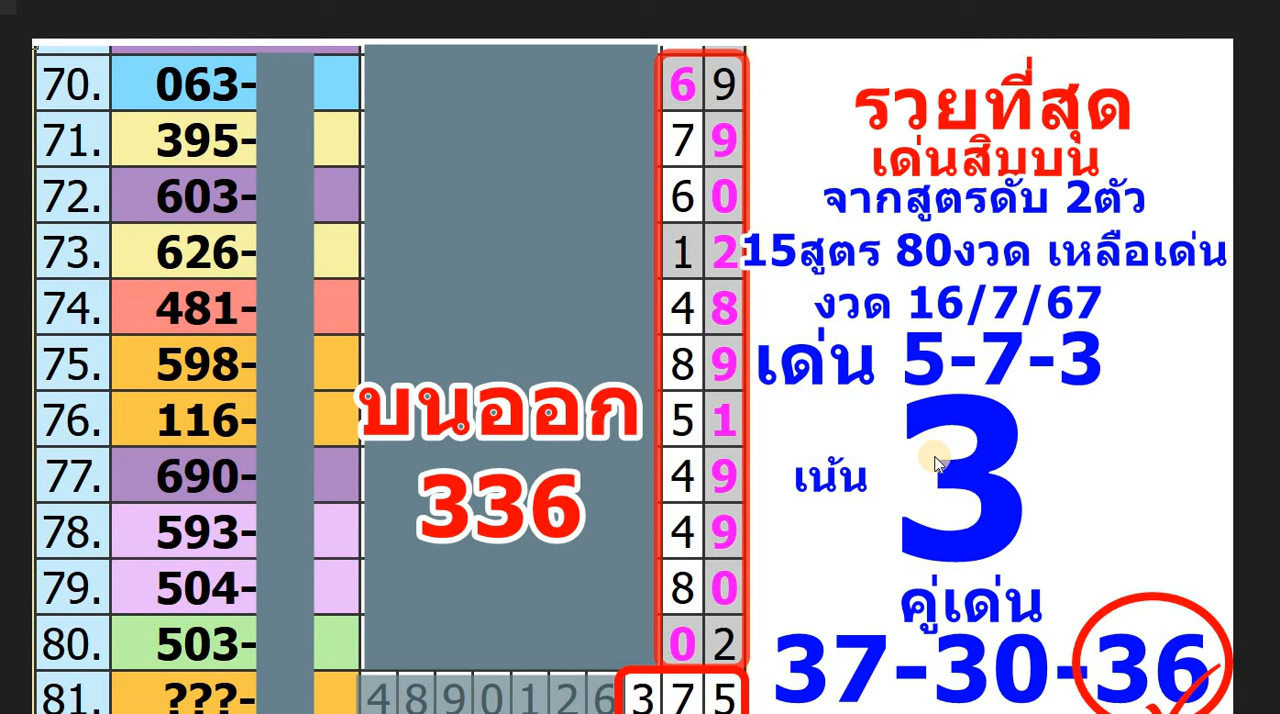 70. 063- 6 9
71. 395- 7 9
72. 603- 6 0
73. 626- 1 2
74. 481- 4 8
75. 598- 8 9
76. 116- 5 1
77. 690- 4 9
78. 593- 4 9
79. 504- 8 0
80. 503- 0 2
81. ???- 4 8 9 0 1 2 6 3 7 5
บนออก
336
รวยที่สุด
เด่นสิบบน
จากสูตรดับ 2ตัว
15สูตร 80งวด เหลือเด่น
งวด 16/7/67
เด่น 5-7-3
เน้น 3
คู่เด่น
37-30-36